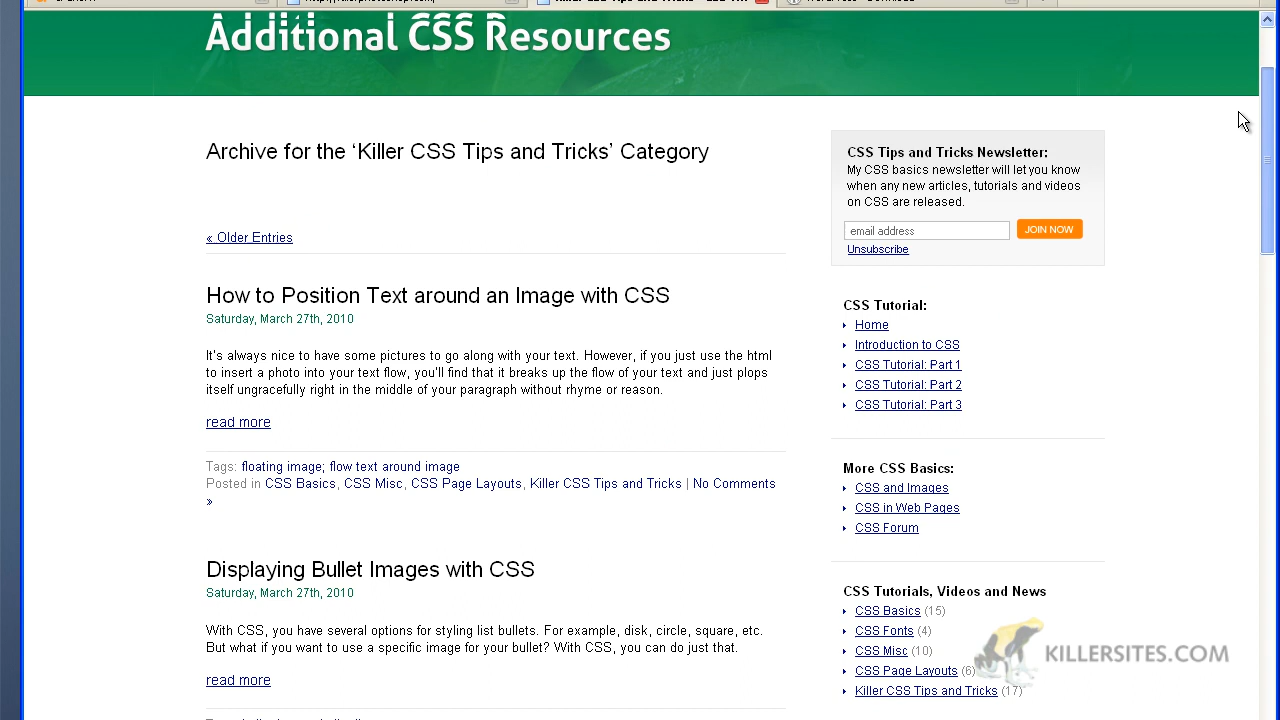 Additional CSS Resources
Archive for the ‘Killer CSS Tips and Tricks’ Category
« Older Entries
How to Position Text around an Image with CSS
Saturday, March 27th, 2010
It's always nice to have some pictures to go along with your text. However, if you just use the html
to insert a photo into your text flow, you'll find that it breaks up the flow of your text and just plops
itself ungracefully right in the middle of your paragraph without rhyme or reason.
read more
Tags: floating image; flow text around image
Posted in CSS Basics, CSS Misc, CSS Page Layouts, Killer CSS Tips and Tricks | No Comments
»
Displaying Bullet Images with CSS
Saturday, March 27th, 2010
With CSS, you have several options for styling list bullets. For example, disk, circle, square, etc.
But what if you want to use a specific image for your bullet? With CSS, you can do just that.
read more
CSS Tips and Tricks Newsletter:
My CSS basics newsletter will let you know
when any new articles, tutorials and videos
on CSS are released.
email address
JOIN NOW
Unsubscribe
CSS Tutorial:
Home
Introduction to CSS
CSS Tutorial: Part 1
CSS Tutorial: Part 2
CSS Tutorial: Part 3
More CSS Basics:
CSS and Images
CSS in Web Pages
CSS Forum
CSS Tutorials, Videos and News
CSS Basics (15)
CSS Fonts (4)
CSS Misc (10)
CSS Page Layouts (6)
Killer CSS Tips and Tricks (17)
KILLERSITES.COM